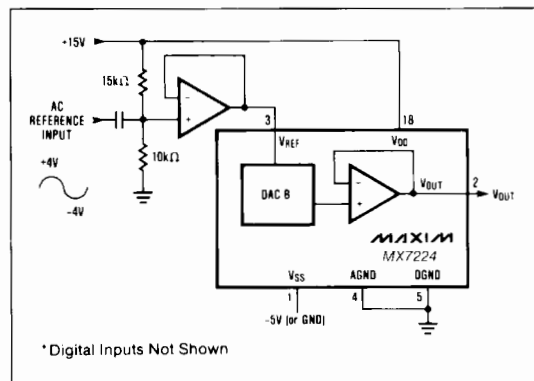 +15V
15kΩ
AC
REFERENCE
INPUT
+4V
-4V
10kΩ
-
+
3
18
VREF
VDD
DAC B
-
+
VOUT
2
VOUT
MAXIM
MX7224
VSS
AGND
DGND
1
4
5
-5V (or GND)
*Digital Inputs Not Shown